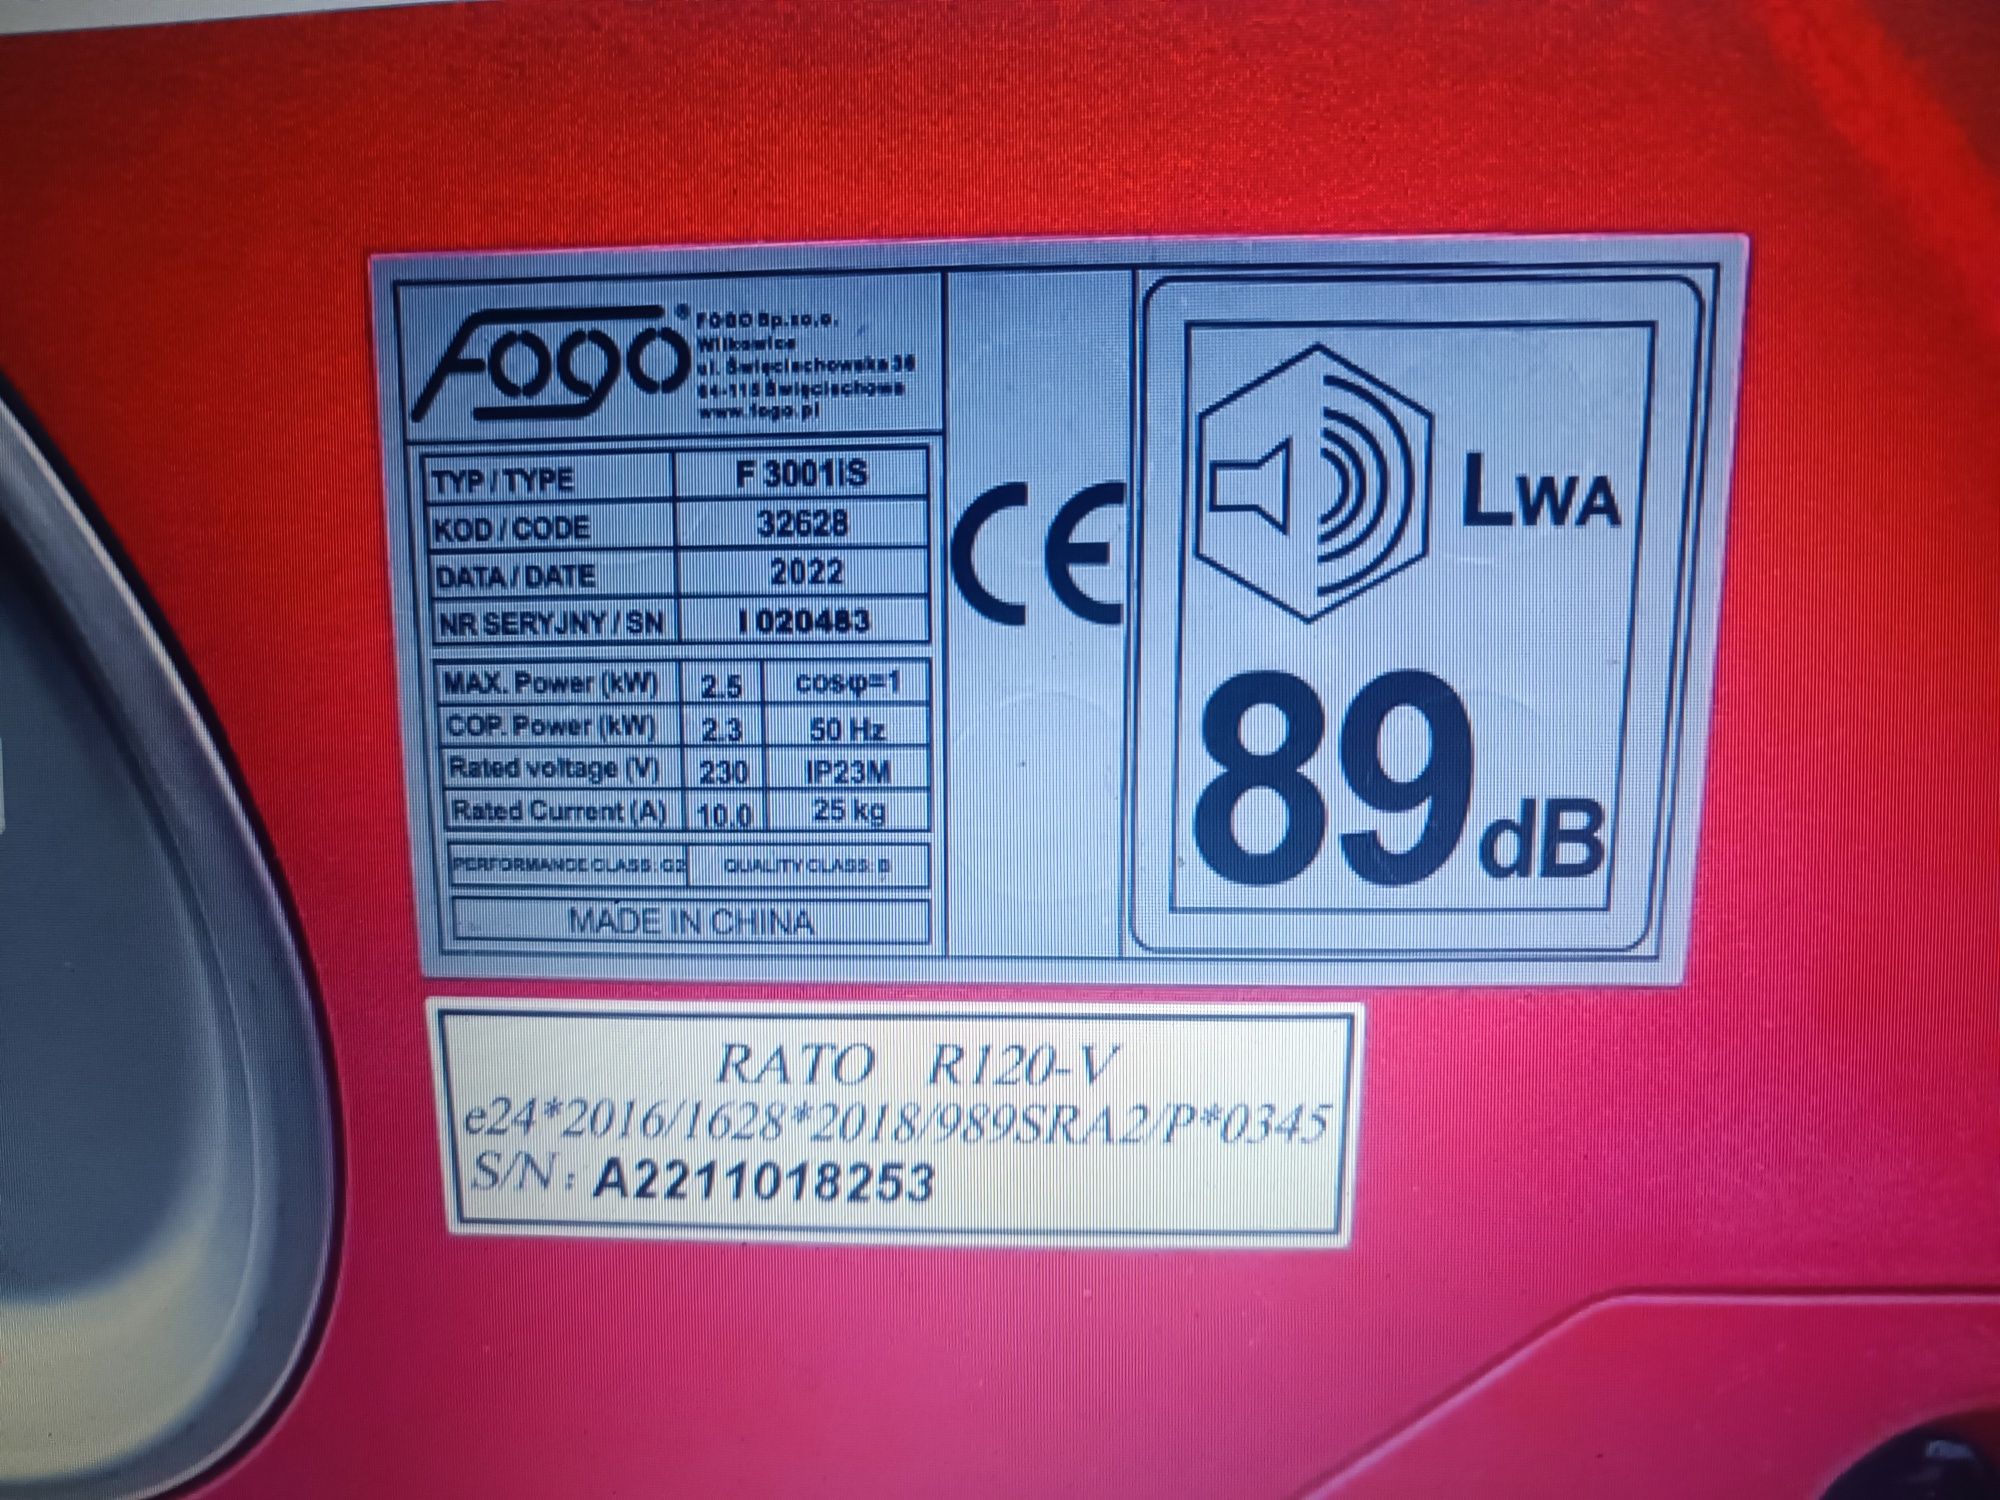 Fogo®
FOGO Sp. zo.o.
Wilkowice
ul. Święciechowska 36
64-115 Święciechowa
www.fogo.pl
TYP / TYPE F 3001iS
KOD / CODE 32628
DATA / DATE 2022
NR SERYJNY / SN I 020483
MAX. Power (kW) 2.5 cosφ=1
COP. Power (kW) 2.3 50 Hz
Rated voltage (V) 230 IP23M
Rated Current (A) 10.0 25 kg
PERFORMANCE CLASS: G2 QUALITY CLASS: B
MADE IN CHINA
CE
LWA
89 dB
RATO R120-V
e24*2016/1628*2018/989SRA2/P*0345
S/N: A2211018253